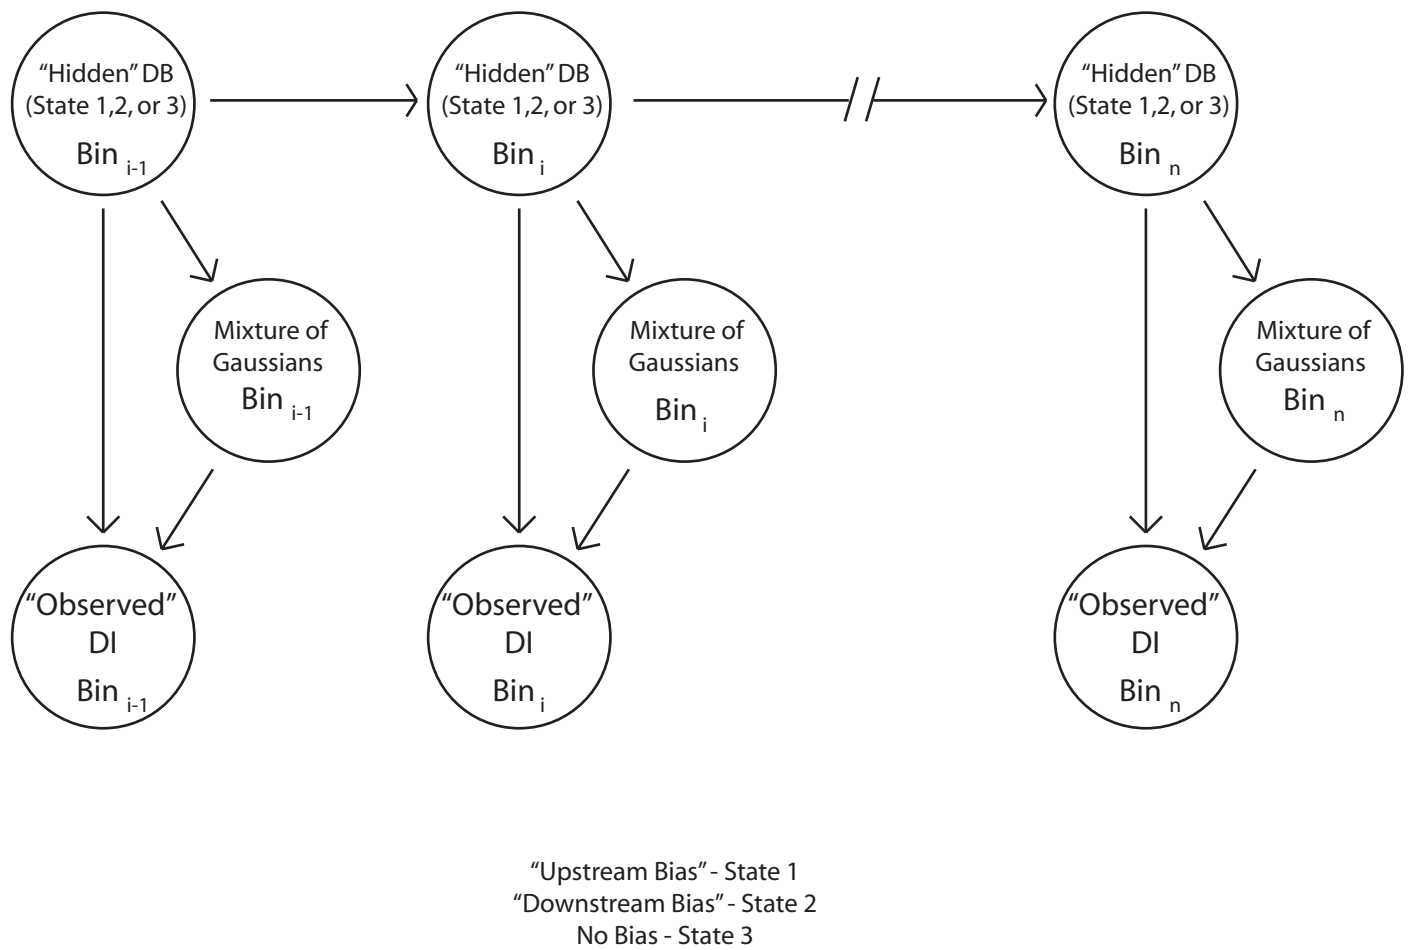 “Hidden” DB
(State 1,2, or 3)
Bin i-1
“Hidden” DB
(State 1,2, or 3)
Bin i
“Hidden” DB
(State 1,2, or 3)
Bin n
Mixture of
Gaussians
Bin i-1
Mixture of
Gaussians
Bin i
Mixture of
Gaussians
Bin n
“Observed”
DI
Bin i-1
“Observed”
DI
Bin i
“Observed”
DI
Bin n
“Upstream Bias” - State 1
“Downstream Bias” - State 2
No Bias - State 3